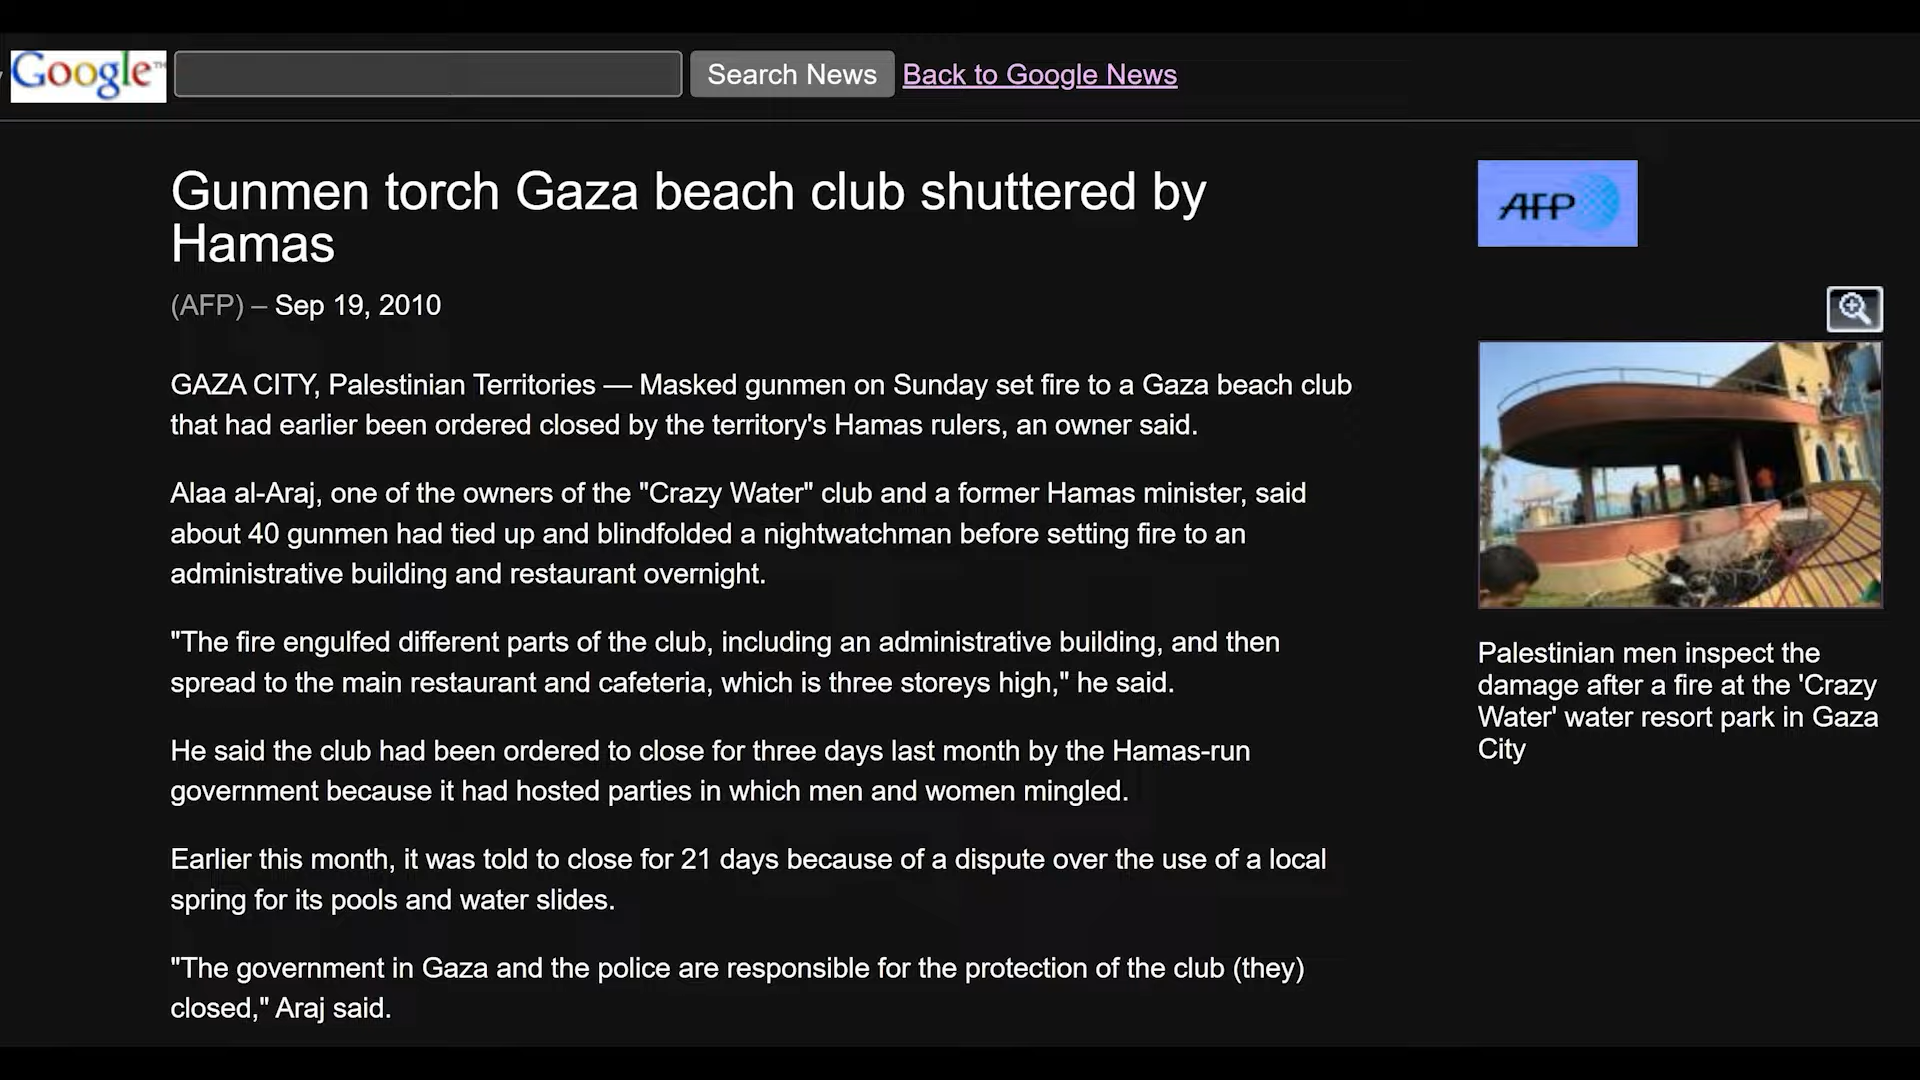 Google™
Search News
Back to Google News
Gunmen torch Gaza beach club shuttered by
Hamas
(AFP) – Sep 19, 2010
GAZA CITY, Palestinian Territories — Masked gunmen on Sunday set fire to a Gaza beach club
that had earlier been ordered closed by the territory's Hamas rulers, an owner said.
Alaa al-Araj, one of the owners of the "Crazy Water" club and a former Hamas minister, said
about 40 gunmen had tied up and blindfolded a nightwatchman before setting fire to an
administrative building and restaurant overnight.
"The fire engulfed different parts of the club, including an administrative building, and then
spread to the main restaurant and cafeteria, which is three storeys high," he said.
He said the club had been ordered to close for three days last month by the Hamas-run
government because it had hosted parties in which men and women mingled.
Earlier this month, it was told to close for 21 days because of a dispute over the use of a local
spring for its pools and water slides.
"The government in Gaza and the police are responsible for the protection of the club (they)
closed," Araj said.
AFP
Palestinian men inspect the
damage after a fire at the 'Crazy
Water' water resort park in Gaza
City